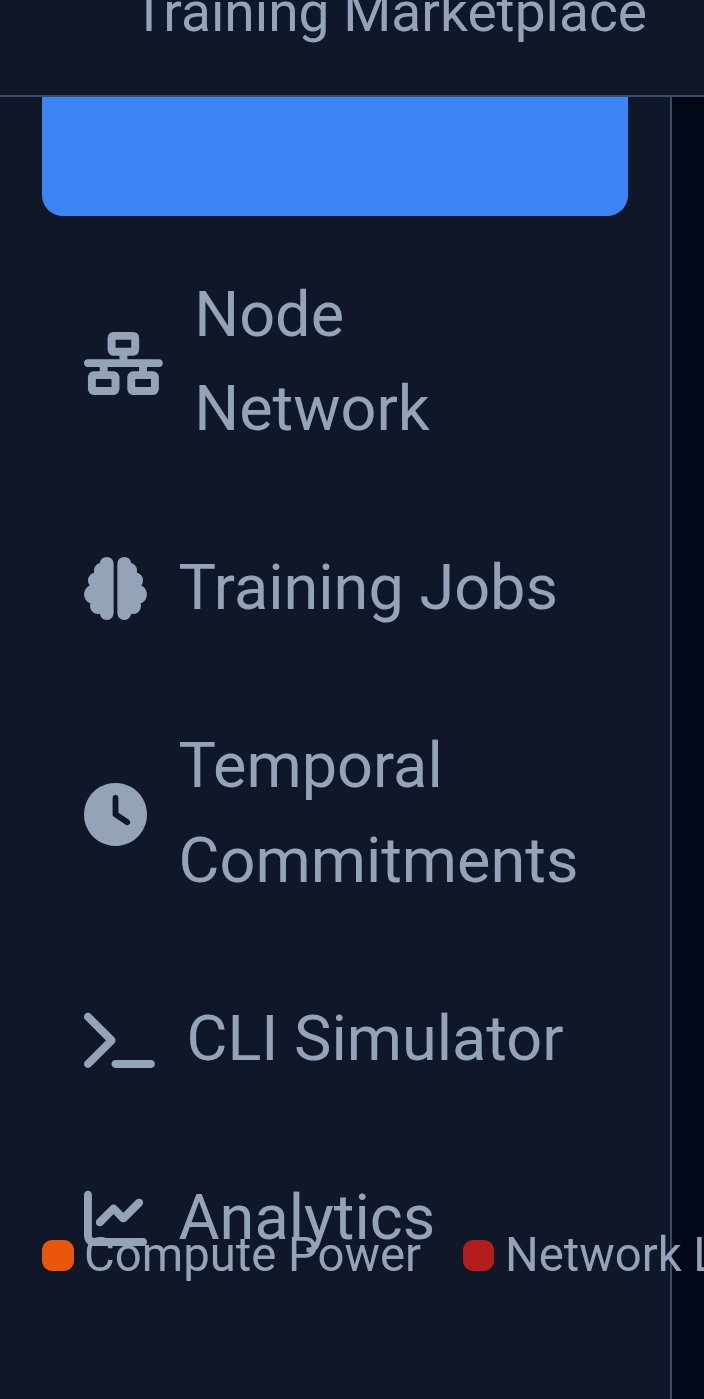 Training Marketplace
Node
Network
Training Jobs
Temporal
Commitments
CLI Simulator
Analytics
Compute Power
Network